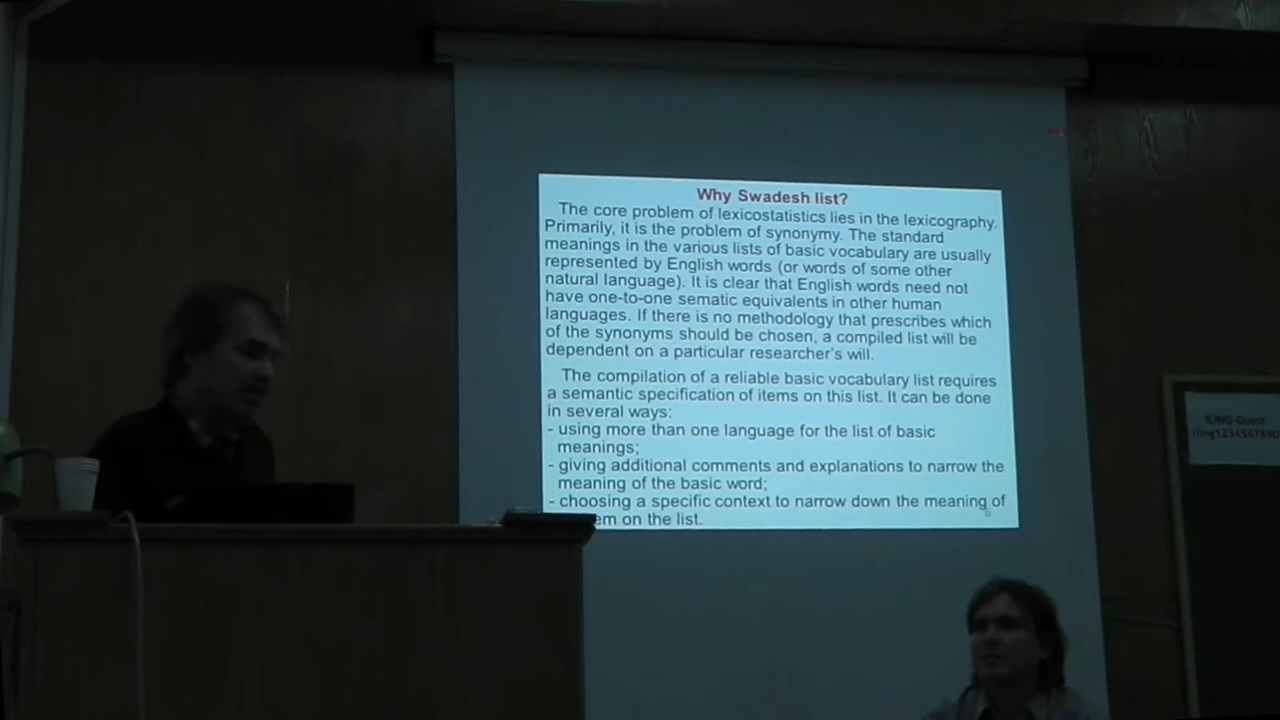 Why Swadesh list?
The core problem of lexicostatistics lies in the lexicography.
Primarily, it is the problem of synonymy. The standard
meanings in the various lists of basic vocabulary are usually
represented by English words (or words of some other
natural language). It is clear that English words need not
have one-to-one sematic equivalents in other human
languages. If there is no methodology that prescribes which
of the synonyms should be chosen, a compiled list will be
dependent on a particular researcher's will.
The compilation of a reliable basic vocabulary list requires
a semantic specification of items on this list. It can be done
in several ways:
- using more than one language for the list of basic
meanings;
- giving additional comments and explanations to narrow the
meaning of the basic word;
- choosing a specific context to narrow down the meaning of
em on the list.
ILING-Guest
iling1234567890